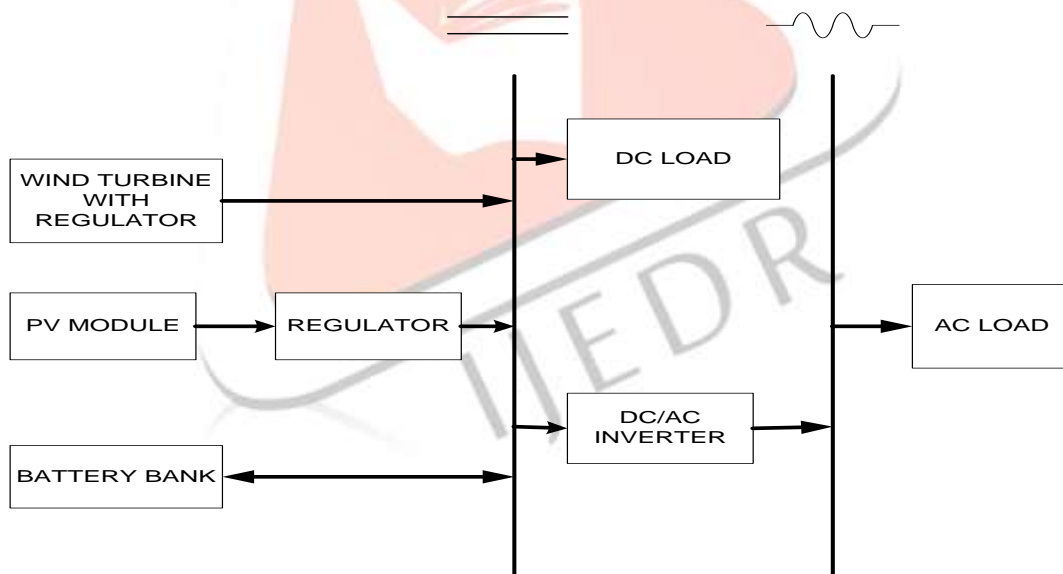 DC LOAD
WIND TURBINE
WITH
REGULATOR
PV MODULE
REGULATOR
AC LOAD
DC/AC
INVERTER
BATTERY BANK
IJEDR